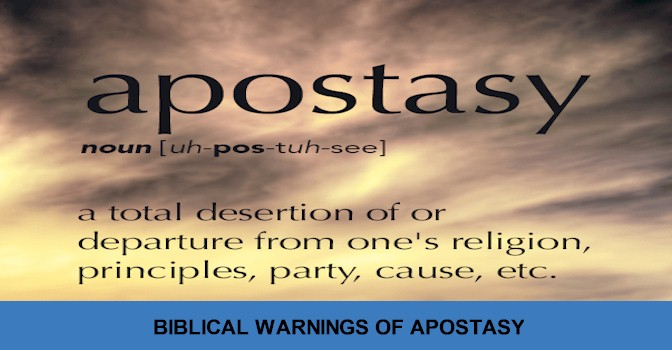 apostasy
noun [uh-pos-tuh-see]
a total desertion of or
departure from one's religion,
principles, party, cause, etc.
BIBLICAL WARNINGS OF APOSTASY